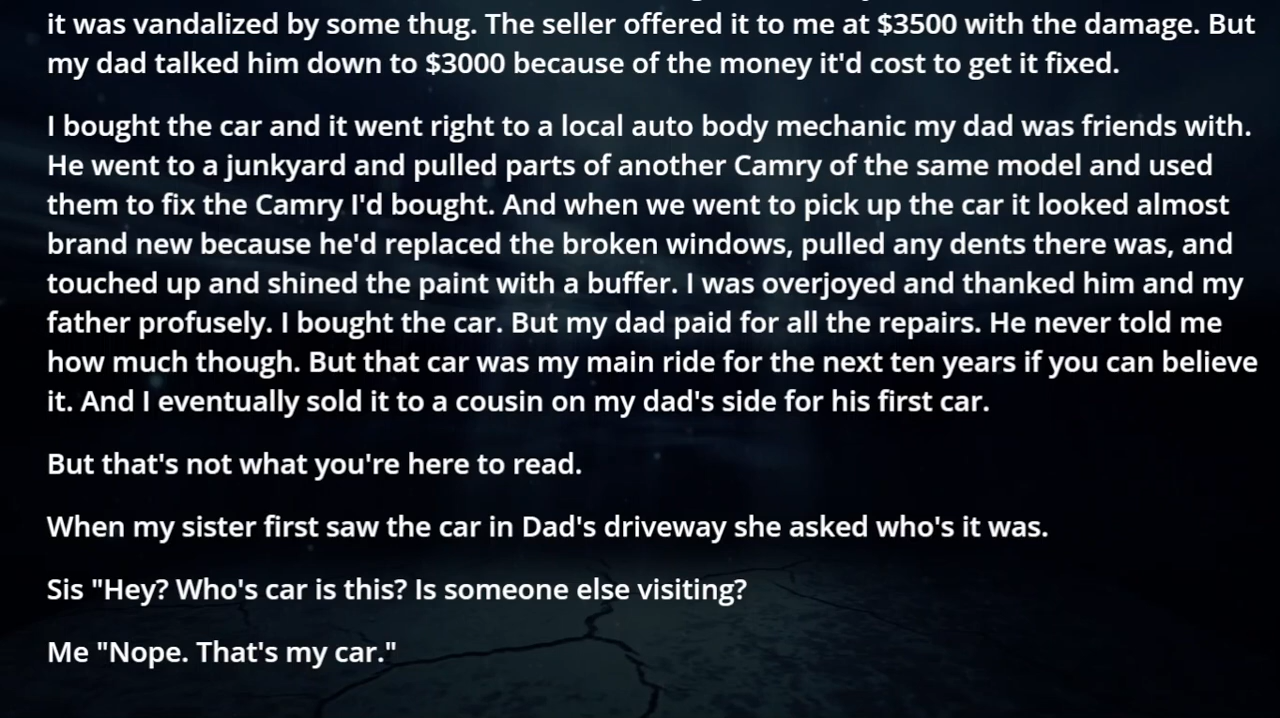 it was vandalized by some thug. The seller offered it to me at $3500 with the damage. But
my dad talked him down to $3000 because of the money it'd cost to get it fixed.
I bought the car and it went right to a local auto body mechanic my dad was friends with.
He went to a junkyard and pulled parts of another Camry of the same model and used
them to fix the Camry I'd bought. And when we went to pick up the car it looked almost
brand new because he'd replaced the broken windows, pulled any dents there was, and
touched up and shined the paint with a buffer. I was overjoyed and thanked him and my
father profusely. I bought the car. But my dad paid for all the repairs. He never told me
how much though. But that car was my main ride for the next ten years if you can believe
it. And I eventually sold it to a cousin on my dad's side for his first car.
But that's not what you're here to read.
When my sister first saw the car in Dad's driveway she asked who's it was.
Sis "Hey? Who's car is this? Is someone else visiting?
Me "Nope. That's my car."